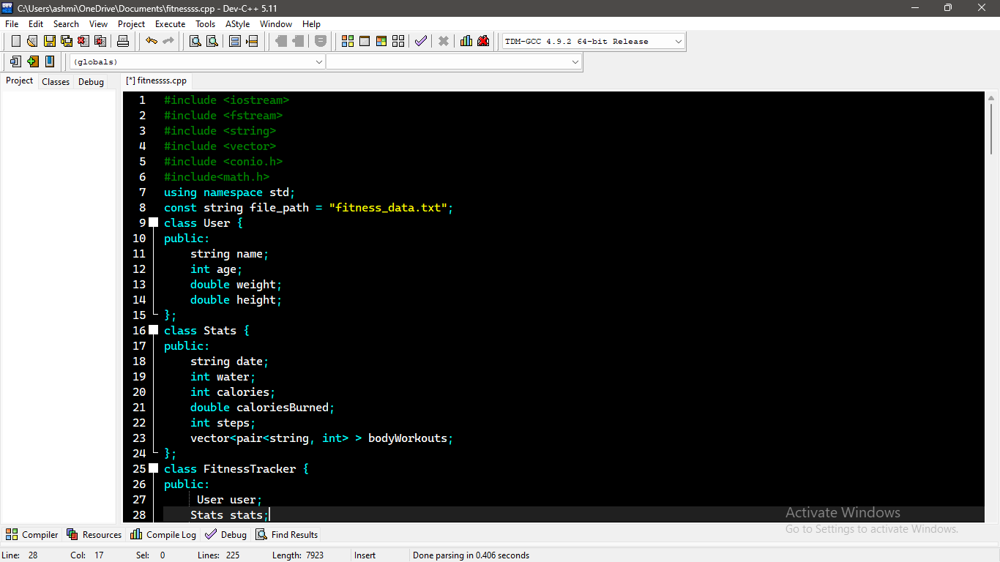 C:\Users\ashmi\OneDrive\Documents\fitnessss.cpp - Dev-C++ 5.11
File Edit Search View Project Execute Tools AStyle Window Help
TDM-GCC 4.9.2 64-bit Release
(globals)
Project Classes Debug [*] fitnessss.cpp
1 #include <iostream>
2 #include <fstream>
3 #include <string>
4 #include <vector>
5 #include <conio.h>
6 #include<math.h>
7 using namespace std;
8 const string file_path = "fitness_data.txt";
9 class User {
10 public:
11 string name;
12 int age;
13 double weight;
14 double height;
15 };
16 class Stats {
17 public:
18 string date;
19 int water;
20 int calories;
21 double caloriesBurned;
22 int steps;
23 vector<pair<string, int> > bodyWorkouts;
24 };
25 class FitnessTracker {
26 public:
27 User user;
28 Stats stats;
Activate Windows
Go to Settings to activate Windows.
Compiler Resources Compile Log Debug Find Results
Line: 28 Col: 17 Sel: 0 Lines: 225 Length: 7923 Insert Done parsing in 0.406 seconds